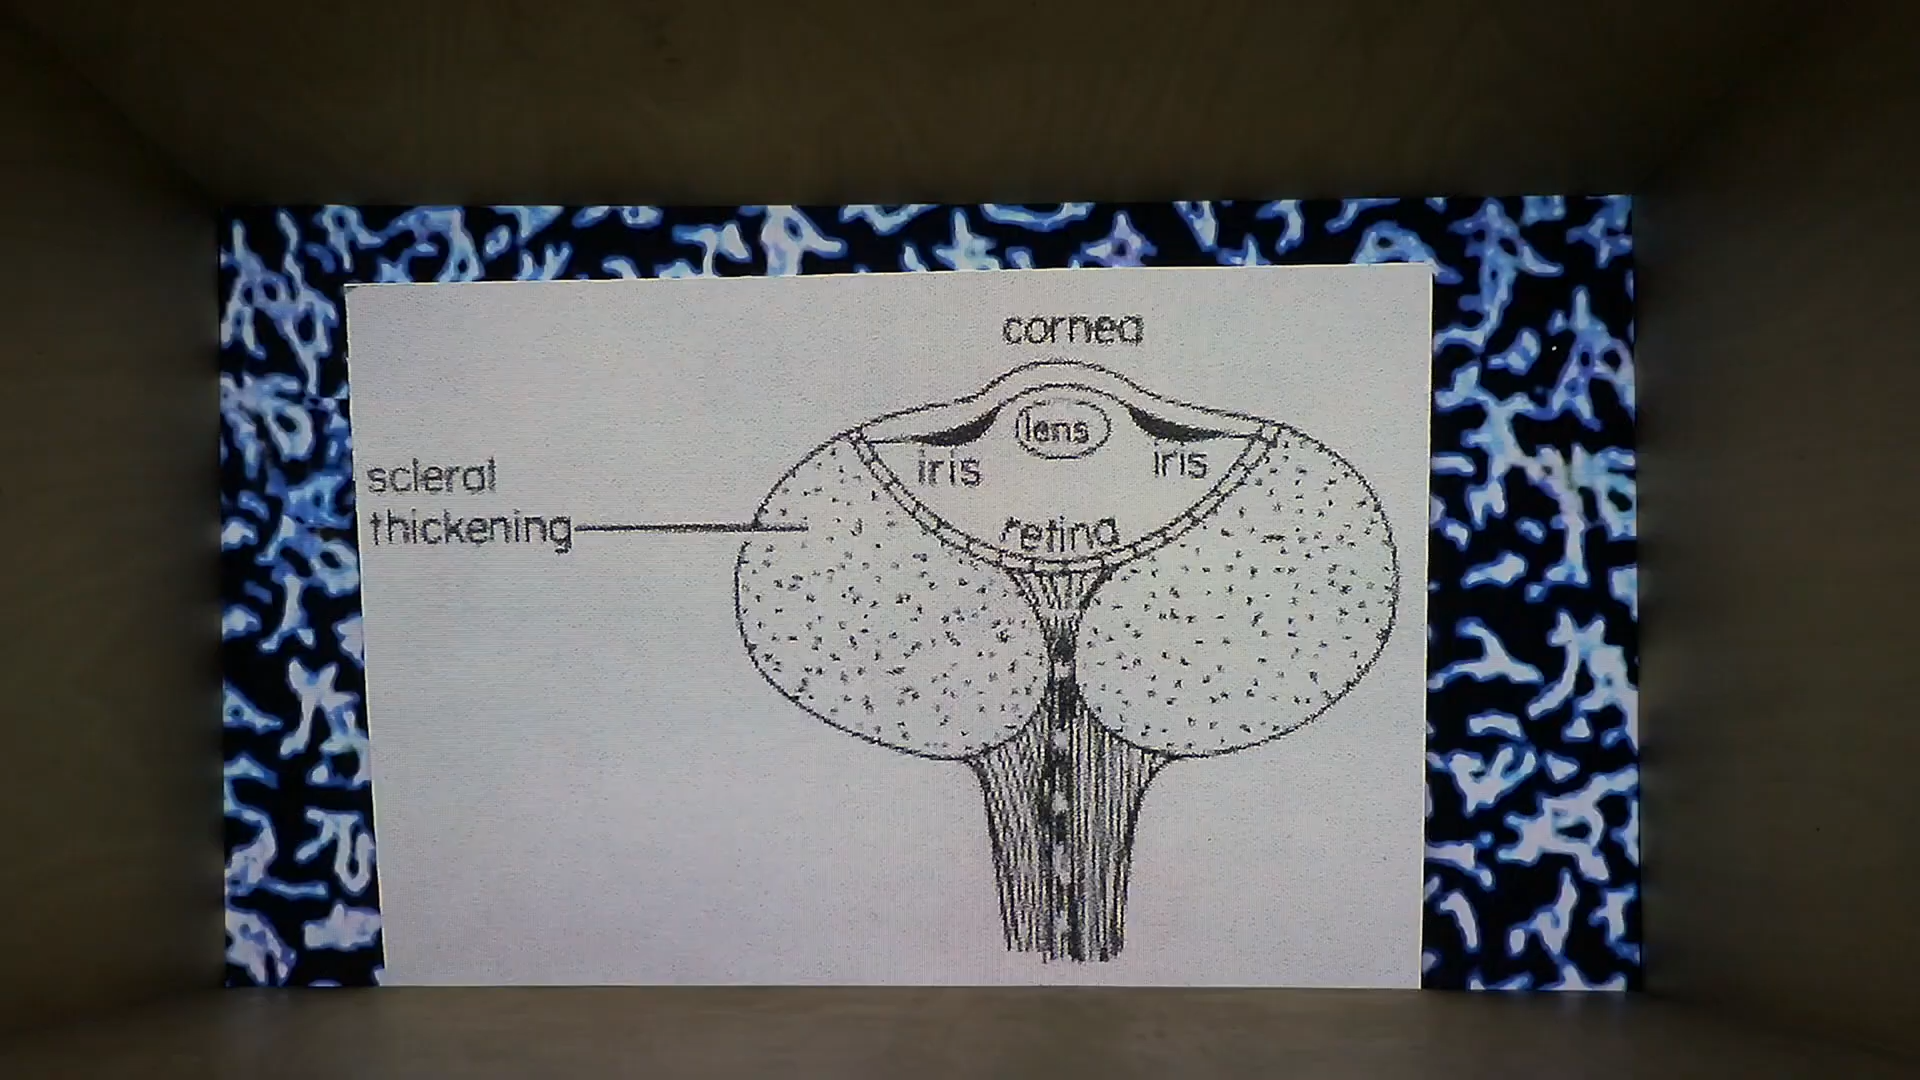 cornea
lens
iris
iris
scleral
thickening
retina